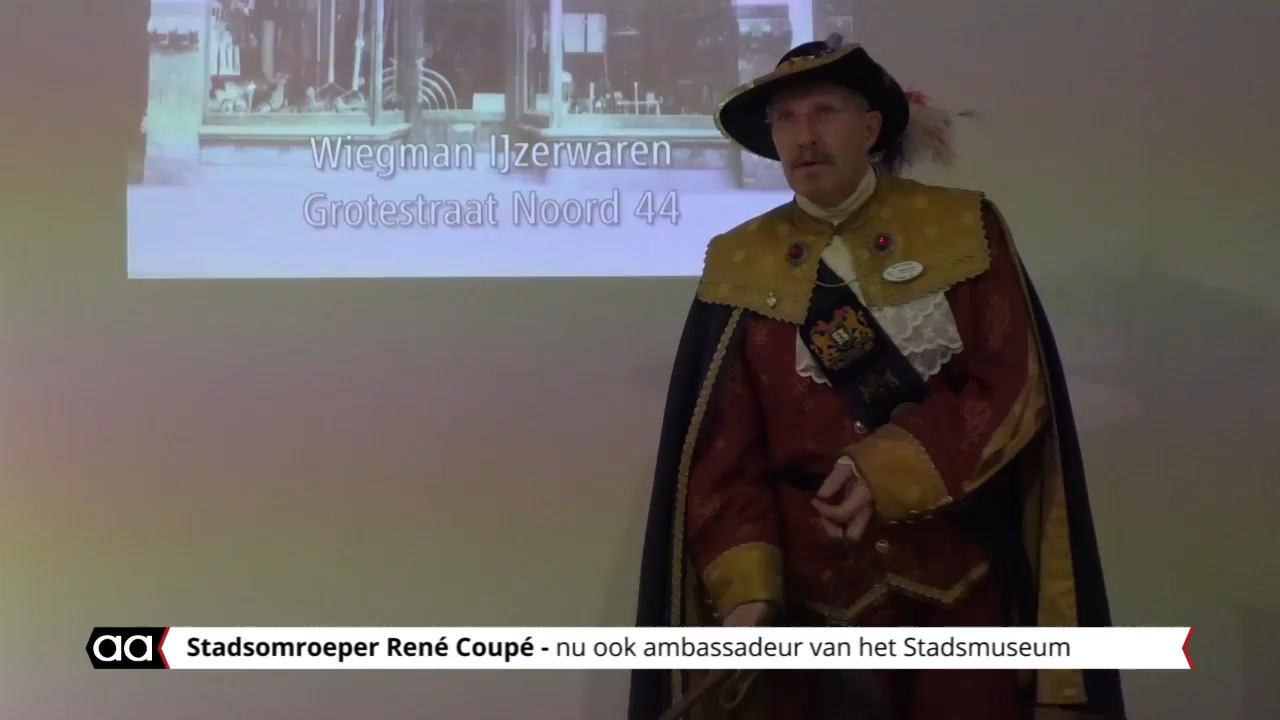 Wiegman IJzerwaren
Grotestraat Noord 44
aa Stadsomroeper René Coupé - nu ook ambassadeur van het Stadsmuseum